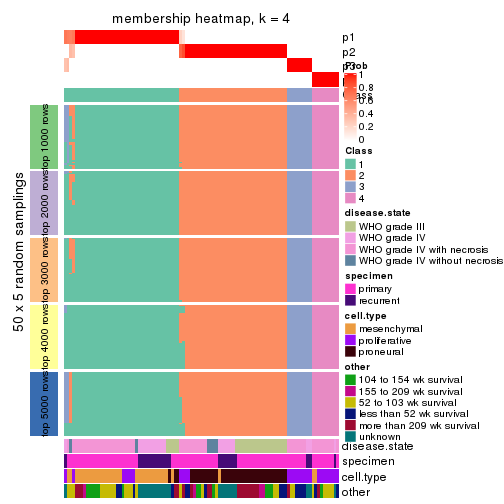 membership heatmap, k = 4
p1
p2
p3
Prob
1
0.8
0.6
0.4
0.2
0
Class
Class
1
2
3
4
disease.state
WHO grade III
WHO grade IV
WHO grade IV with necrosis
WHO grade IV without necrosis
specimen
primary
recurrent
cell.type
mesenchymal
proliferative
proneural
other
104 to 154 wk survival
155 to 209 wk survival
52 to 103 wk survival
less than 52 wk survival
more than 209 wk survival
unknown
50 x 5 random samplings
top 1000 rows
top 2000 rows
top 3000 rows
top 4000 rows
top 5000 rows
disease.state
specimen
cell.type
other